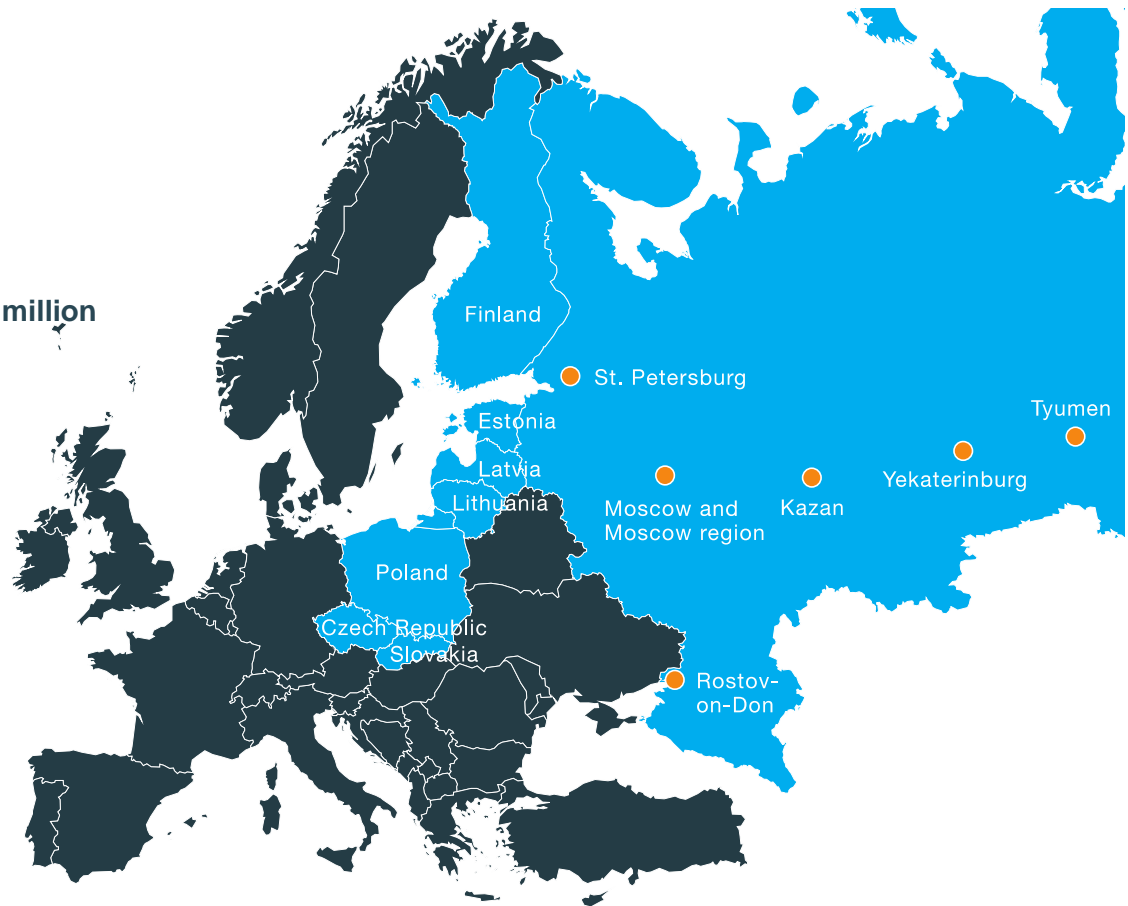 million
Finland
St. Petersburg
Tyumen
Estonia
Yekaterinburg
Latvia
Lithuania
Moscow and
Moscow region
Kazan
Poland
Czech Republic
Slovakia
Rostov-
on-Don